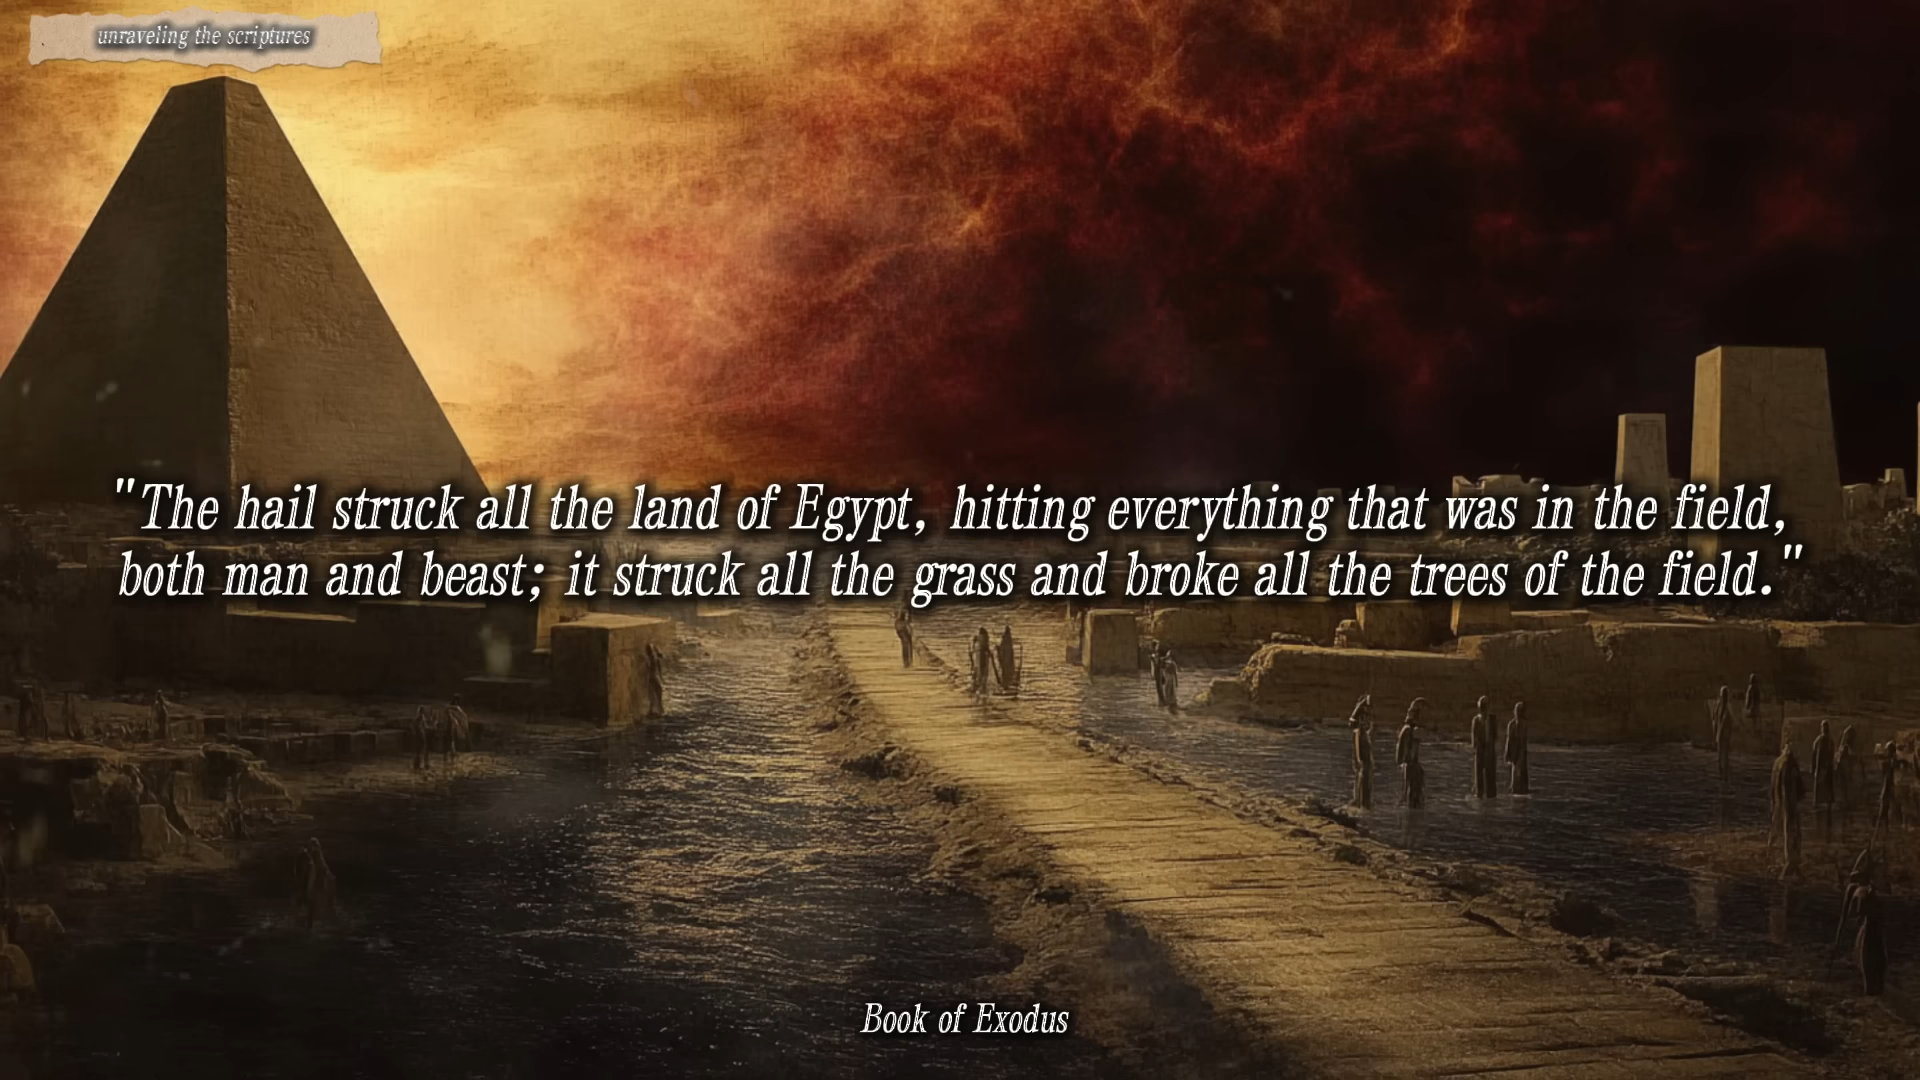 unraveling the scriptures
"The hail struck all the land of Egypt, hitting everything that was in the field,
both man and beast; it struck all the grass and broke all the trees of the field."
Book of Exodus